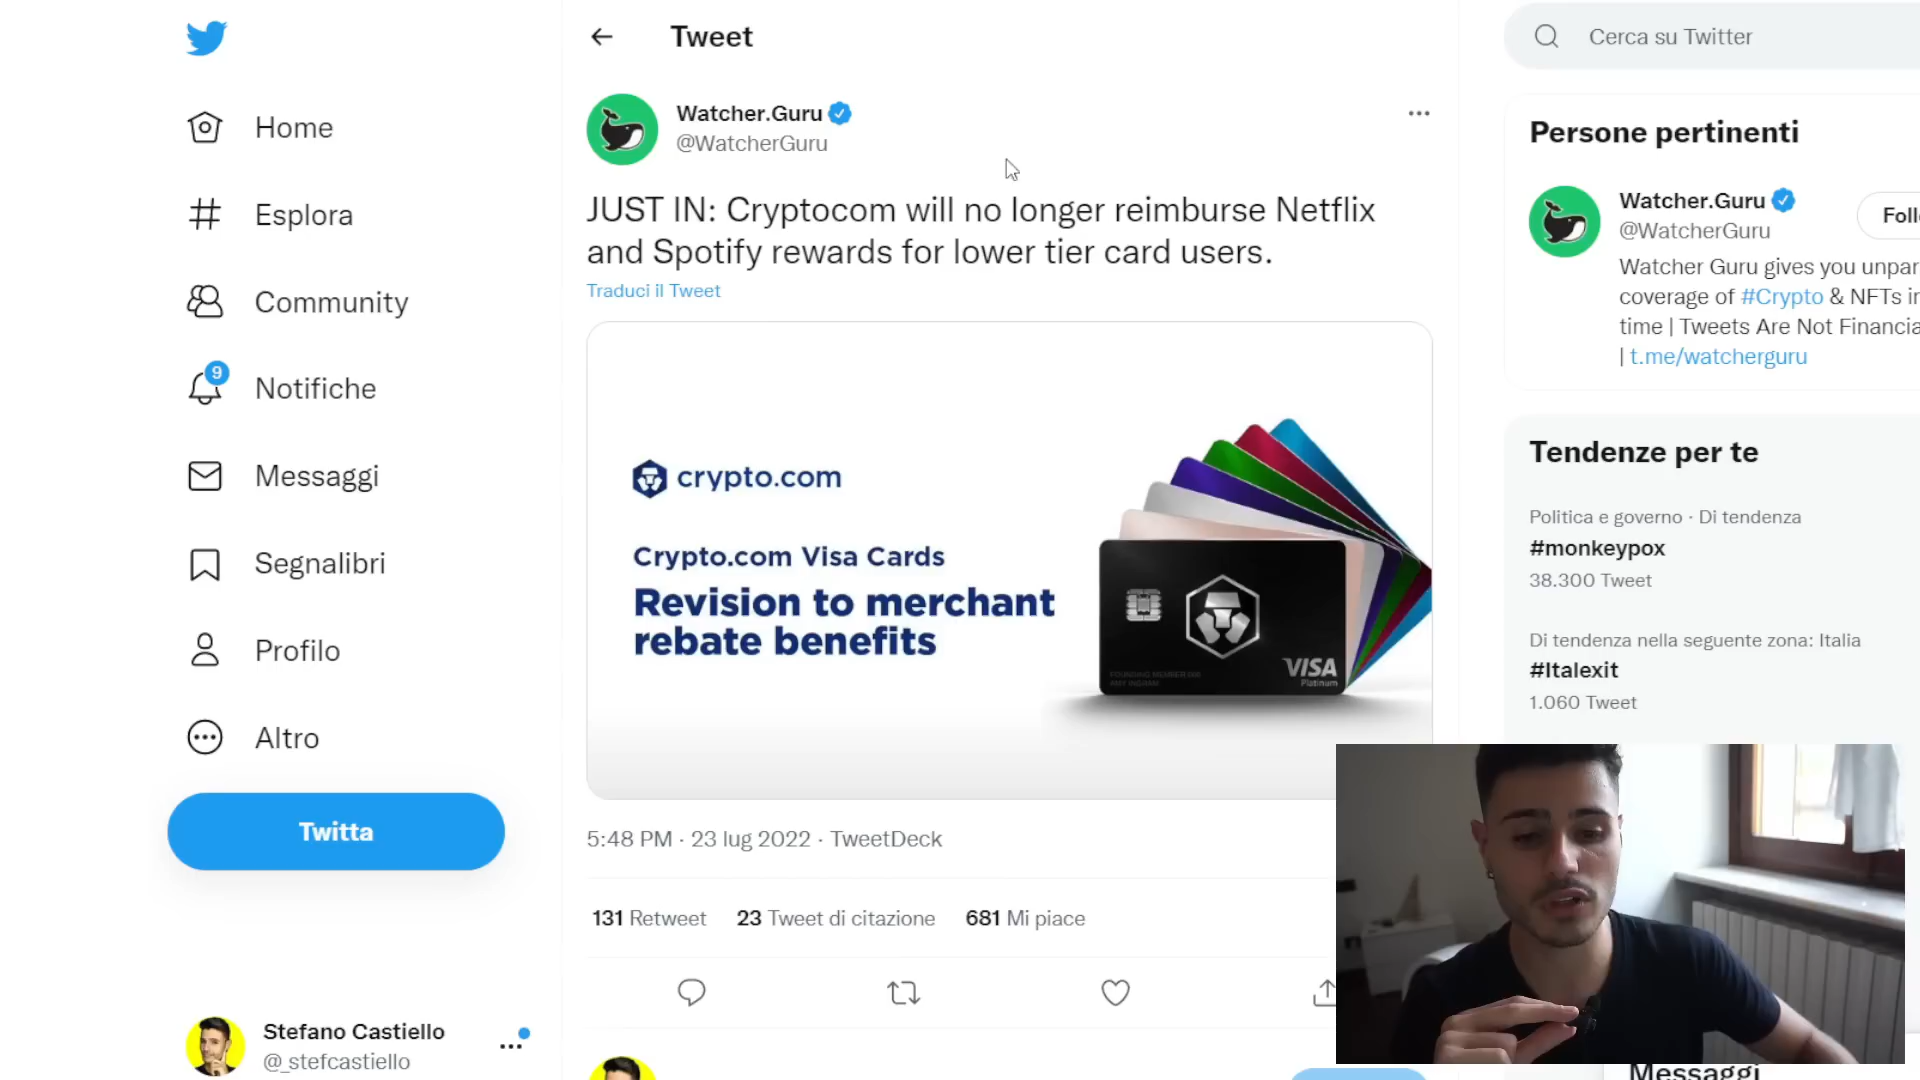 Home
Esplora
Community
9
Notifiche
Messaggi
Segnalibri
Profilo
Altro
Twitta
Stefano Castiello
@_stefcastiello
Tweet
Watcher.Guru
@WatcherGuru
JUST IN: Cryptocom will no longer reimburse Netflix
and Spotify rewards for lower tier card users.
Traduci il Tweet
crypto.com
Crypto.com Visa Cards
Revision to merchant
rebate benefits
VISA
Platinum
5:48 PM · 23 lug 2022 · TweetDeck
131 Retweet 23 Tweet di citazione 681 Mi piace
Cerca su Twitter
Persone pertinenti
Watcher.Guru
@WatcherGuru
Foll
Watcher Guru gives you unpar
coverage of #Crypto & NFTs in
time | Tweets Are Not Financia
| t.me/watcherguru
Tendenze per te
Politica e governo · Di tendenza
#monkeypox
38.300 Tweet
Di tendenza nella seguente zona: Italia
#Italexit
1.060 Tweet
Messaggi